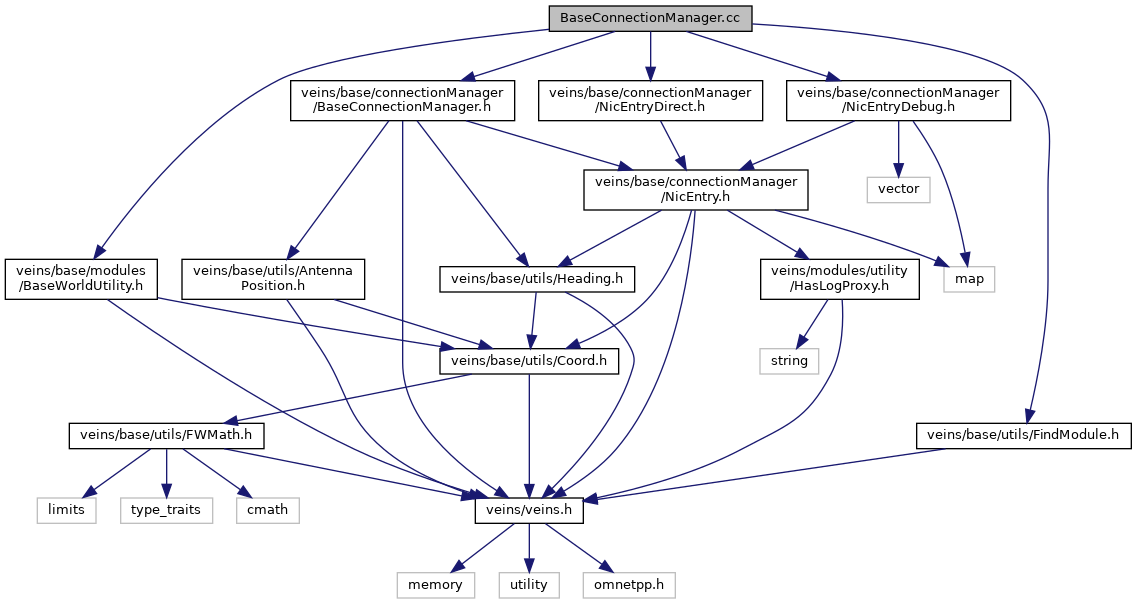 BaseConnectionManager.cc
veins/base/connectionManager
/BaseConnectionManager.h
veins/base/connectionManager
/NicEntryDirect.h
veins/base/connectionManager
/NicEntryDebug.h
veins/base/connectionManager
/NicEntry.h
vector
veins/base/modules
/BaseWorldUtility.h
veins/base/utils/Antenna
Position.h
veins/base/utils/Heading.h
veins/modules/utility
/HasLogProxy.h
map
veins/base/utils/Coord.h
string
veins/base/utils/FWMath.h
veins/base/utils/FindModule.h
limits
type_traits
cmath
veins/veins.h
memory
utility
omnetpp.h